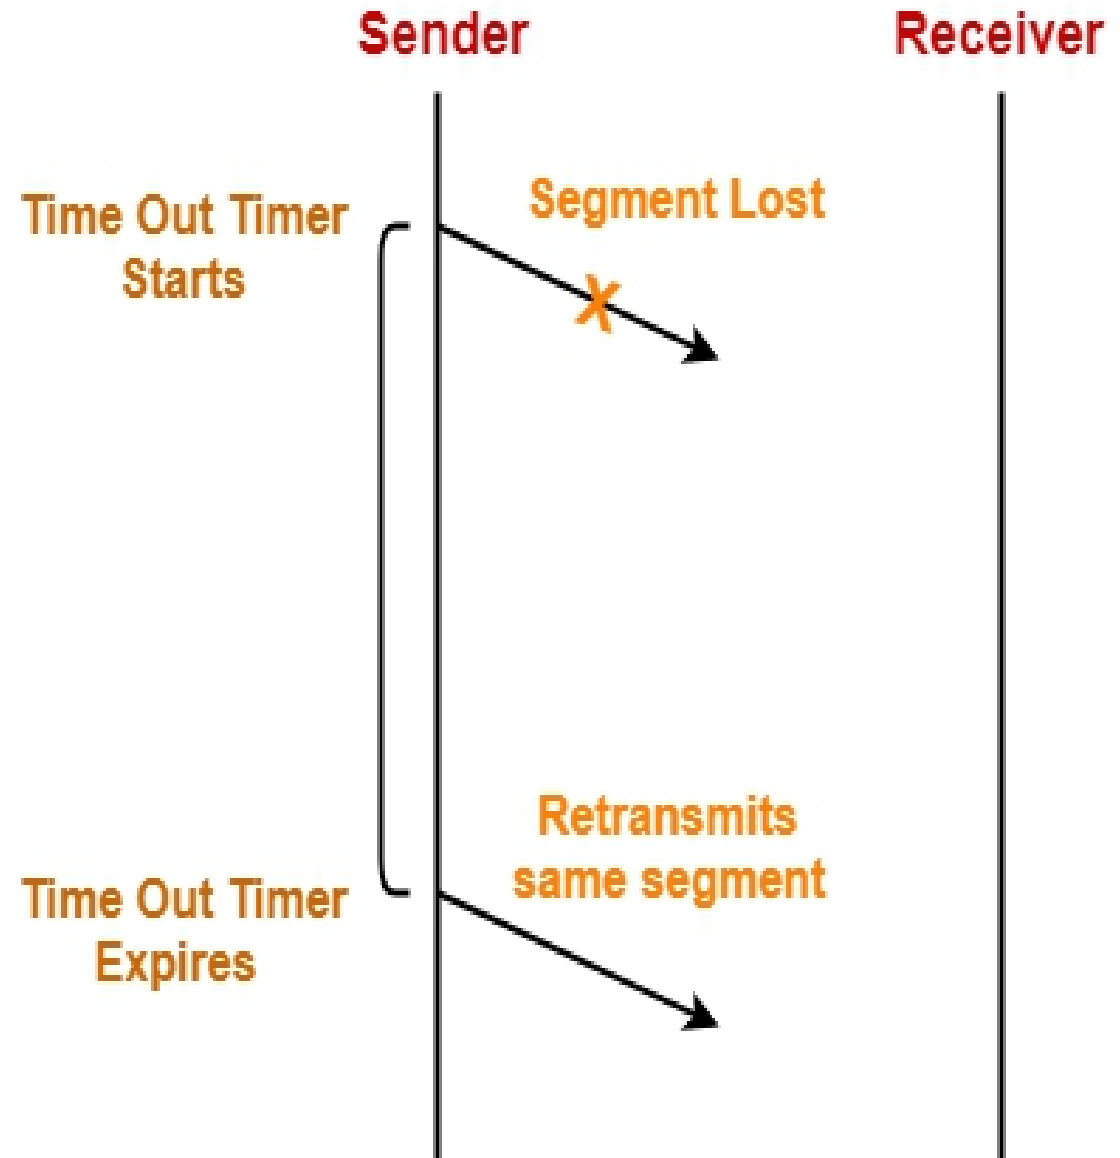 Sender
Receiver
Time Out Timer
Starts
Segment Lost
X
Retransmits
same segment
Time Out Timer
Expires